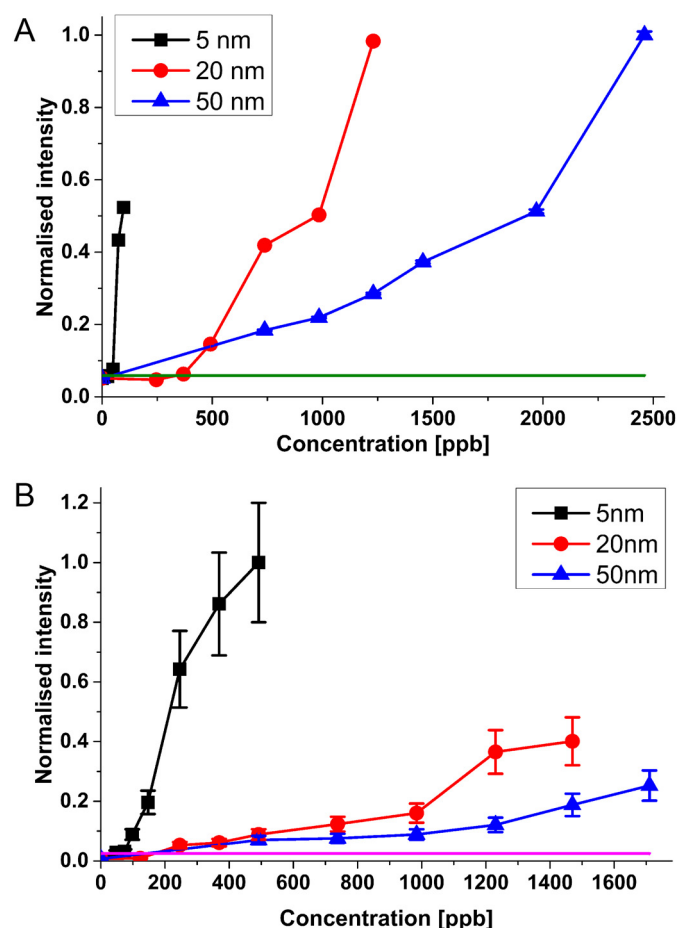 A
5 nm
20 nm
50 nm
Normalised intensity
1.0
0.8
0.6
0.4
0.2
0.0
0 500 1000 1500 2000 2500
Concentration [ppb]
B
5nm
20nm
50nm
Normalised intensity
1.2
1.0
0.8
0.6
0.4
0.2
0.0
0 200 400 600 800 1000 1200 1400 1600
Concentration [ppb]